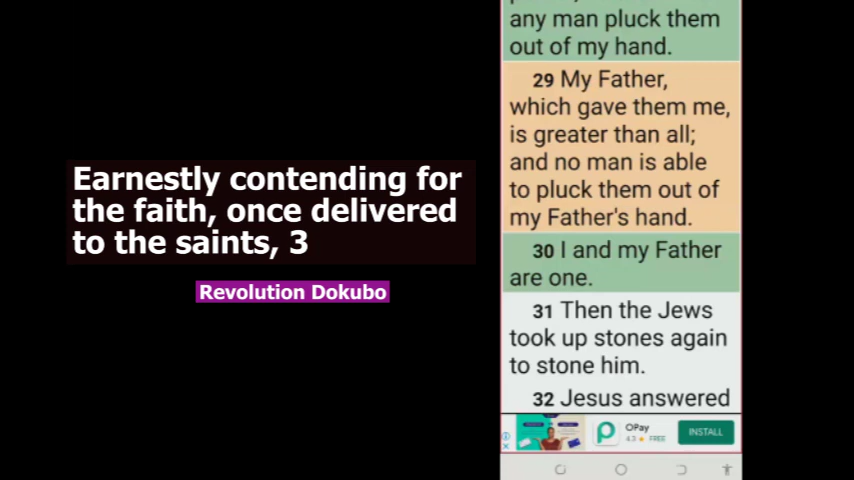 Earnestly contending for
the faith, once delivered
to the saints, 3
Revolution Dokubo
any man pluck them
out of my hand.
29 My Father,
which gave them me,
is greater than all;
and no man is able
to pluck them out of
my Father's hand.
30 I and my Father
are one.
31 Then the Jews
took up stones again
to stone him.
32 Jesus answered
OPay
4.3 ★ FREE
INSTALL